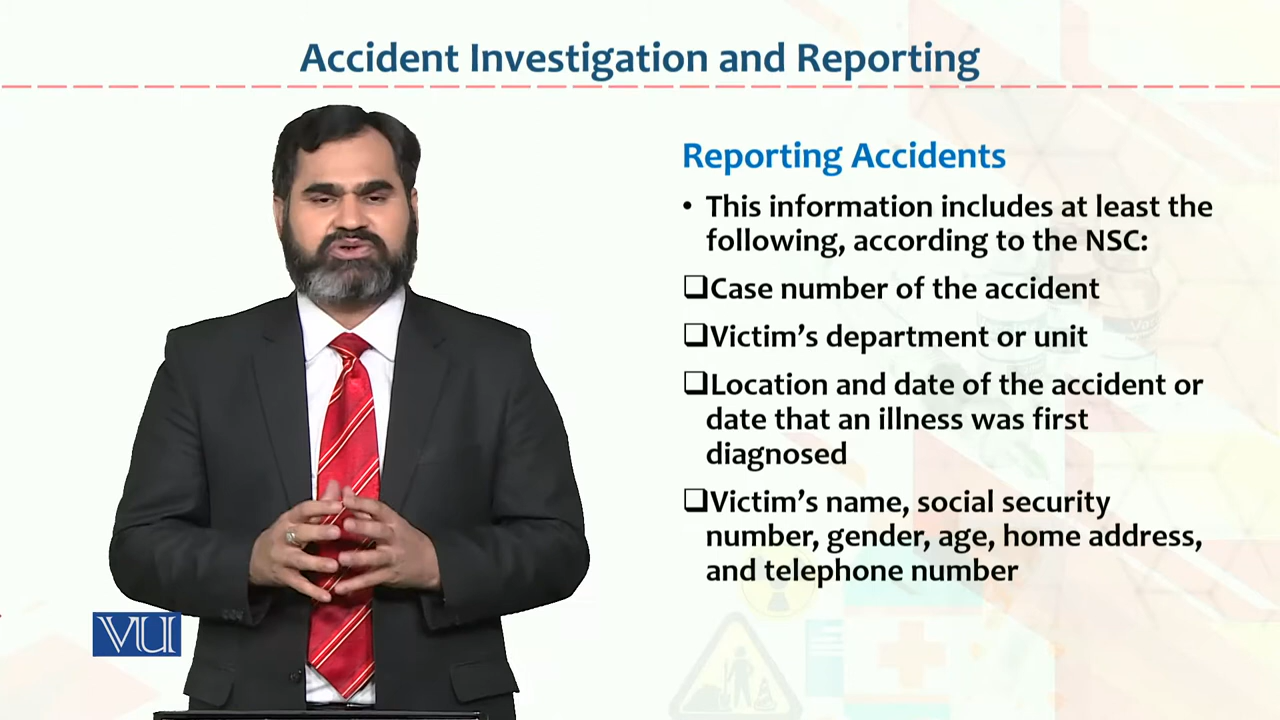 Accident Investigation and Reporting
Reporting Accidents
• This information includes at least the
following, according to the NSC:
❑Case number of the accident
❑Victim’s department or unit
❑Location and date of the accident or
date that an illness was first
diagnosed
❑Victim’s name, social security
number, gender, age, home address,
and telephone number
VU